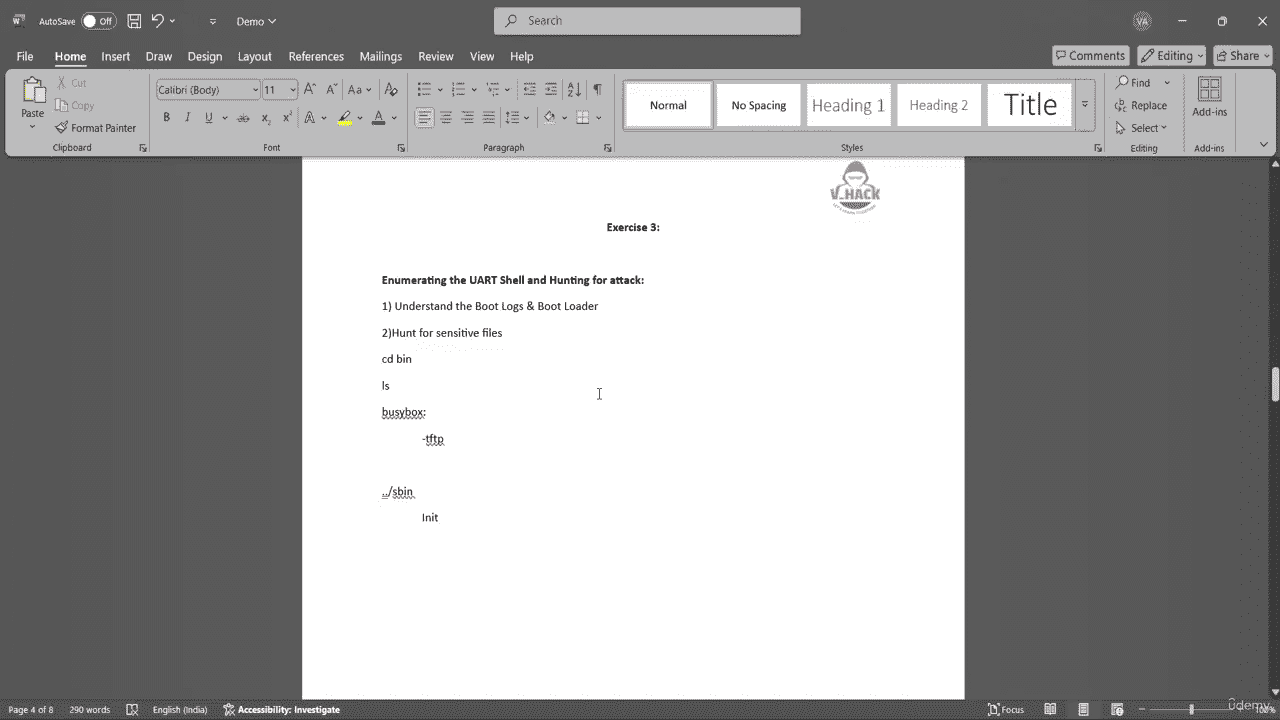 AutoSave Off Demo Search VA
File Home Insert Draw Design Layout References Mailings Review View Help Comments Editing Share
Paste Cut Copy Format Painter
Calibri (Body) 11
Normal No Spacing Heading 1 Heading 2 Title
Find Replace Select Add-ins
Clipboard Font Paragraph Styles Editing Add-ins
V_HACK
Exercise 3:
Enumerating the UART Shell and Hunting for attack:
1) Understand the Boot Logs & Boot Loader
2)Hunt for sensitive files
cd bin
ls
busybox:
-tftp
../sbin
Init
Page 4 of 8 290 words English (India) Accessibility: Investigate Focus